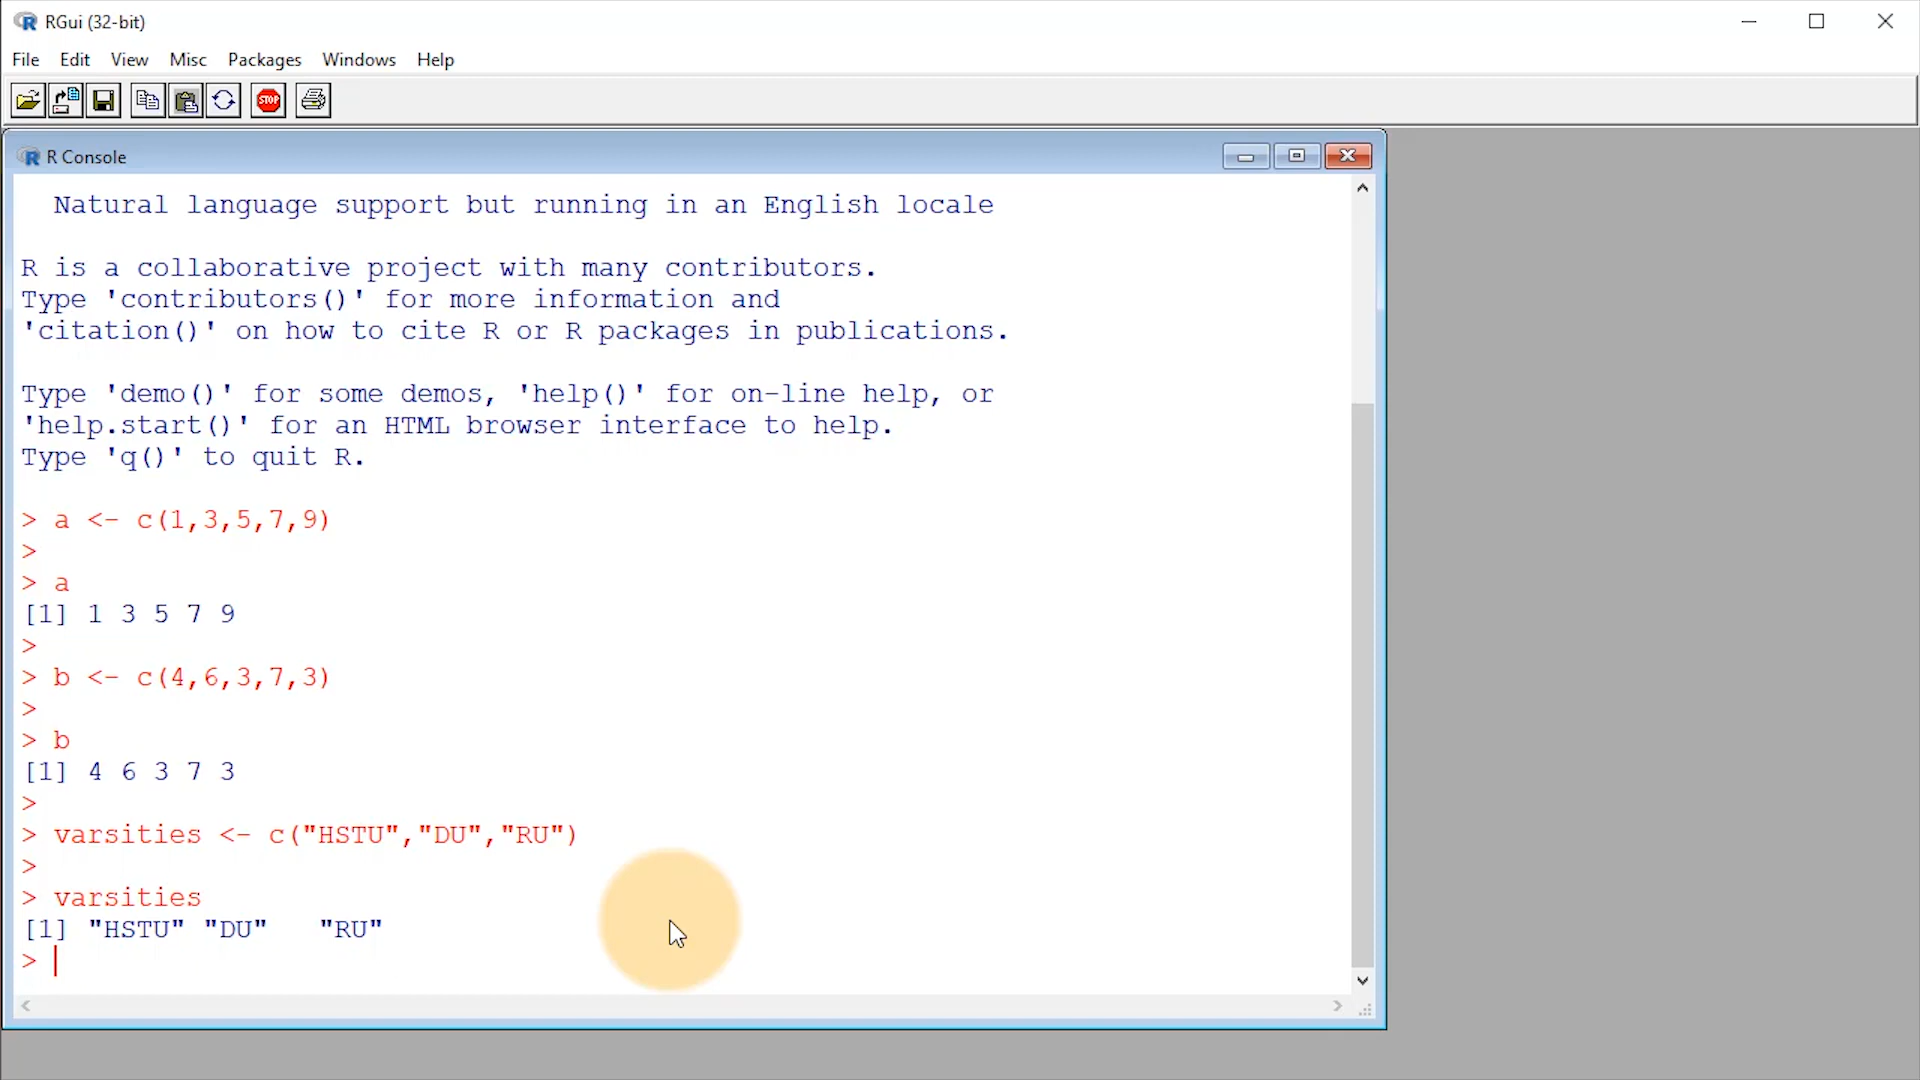 RGui (32-bit)
File Edit View Misc Packages Windows Help
STOP
R Console
Natural language support but running in an English locale
R is a collaborative project with many contributors.
Type 'contributors()' for more information and
'citation()' on how to cite R or R packages in publications.
Type 'demo()' for some demos, 'help()' for on-line help, or
'help.start()' for an HTML browser interface to help.
Type 'q()' to quit R.
> a <- c(1,3,5,7,9)
>
> a
[1] 1 3 5 7 9
>
> b <- c(4,6,3,7,3)
>
> b
[1] 4 6 3 7 3
>
> varsities <- c("HSTU","DU","RU")
>
> varsities
[1] "HSTU" "DU"   "RU"
>